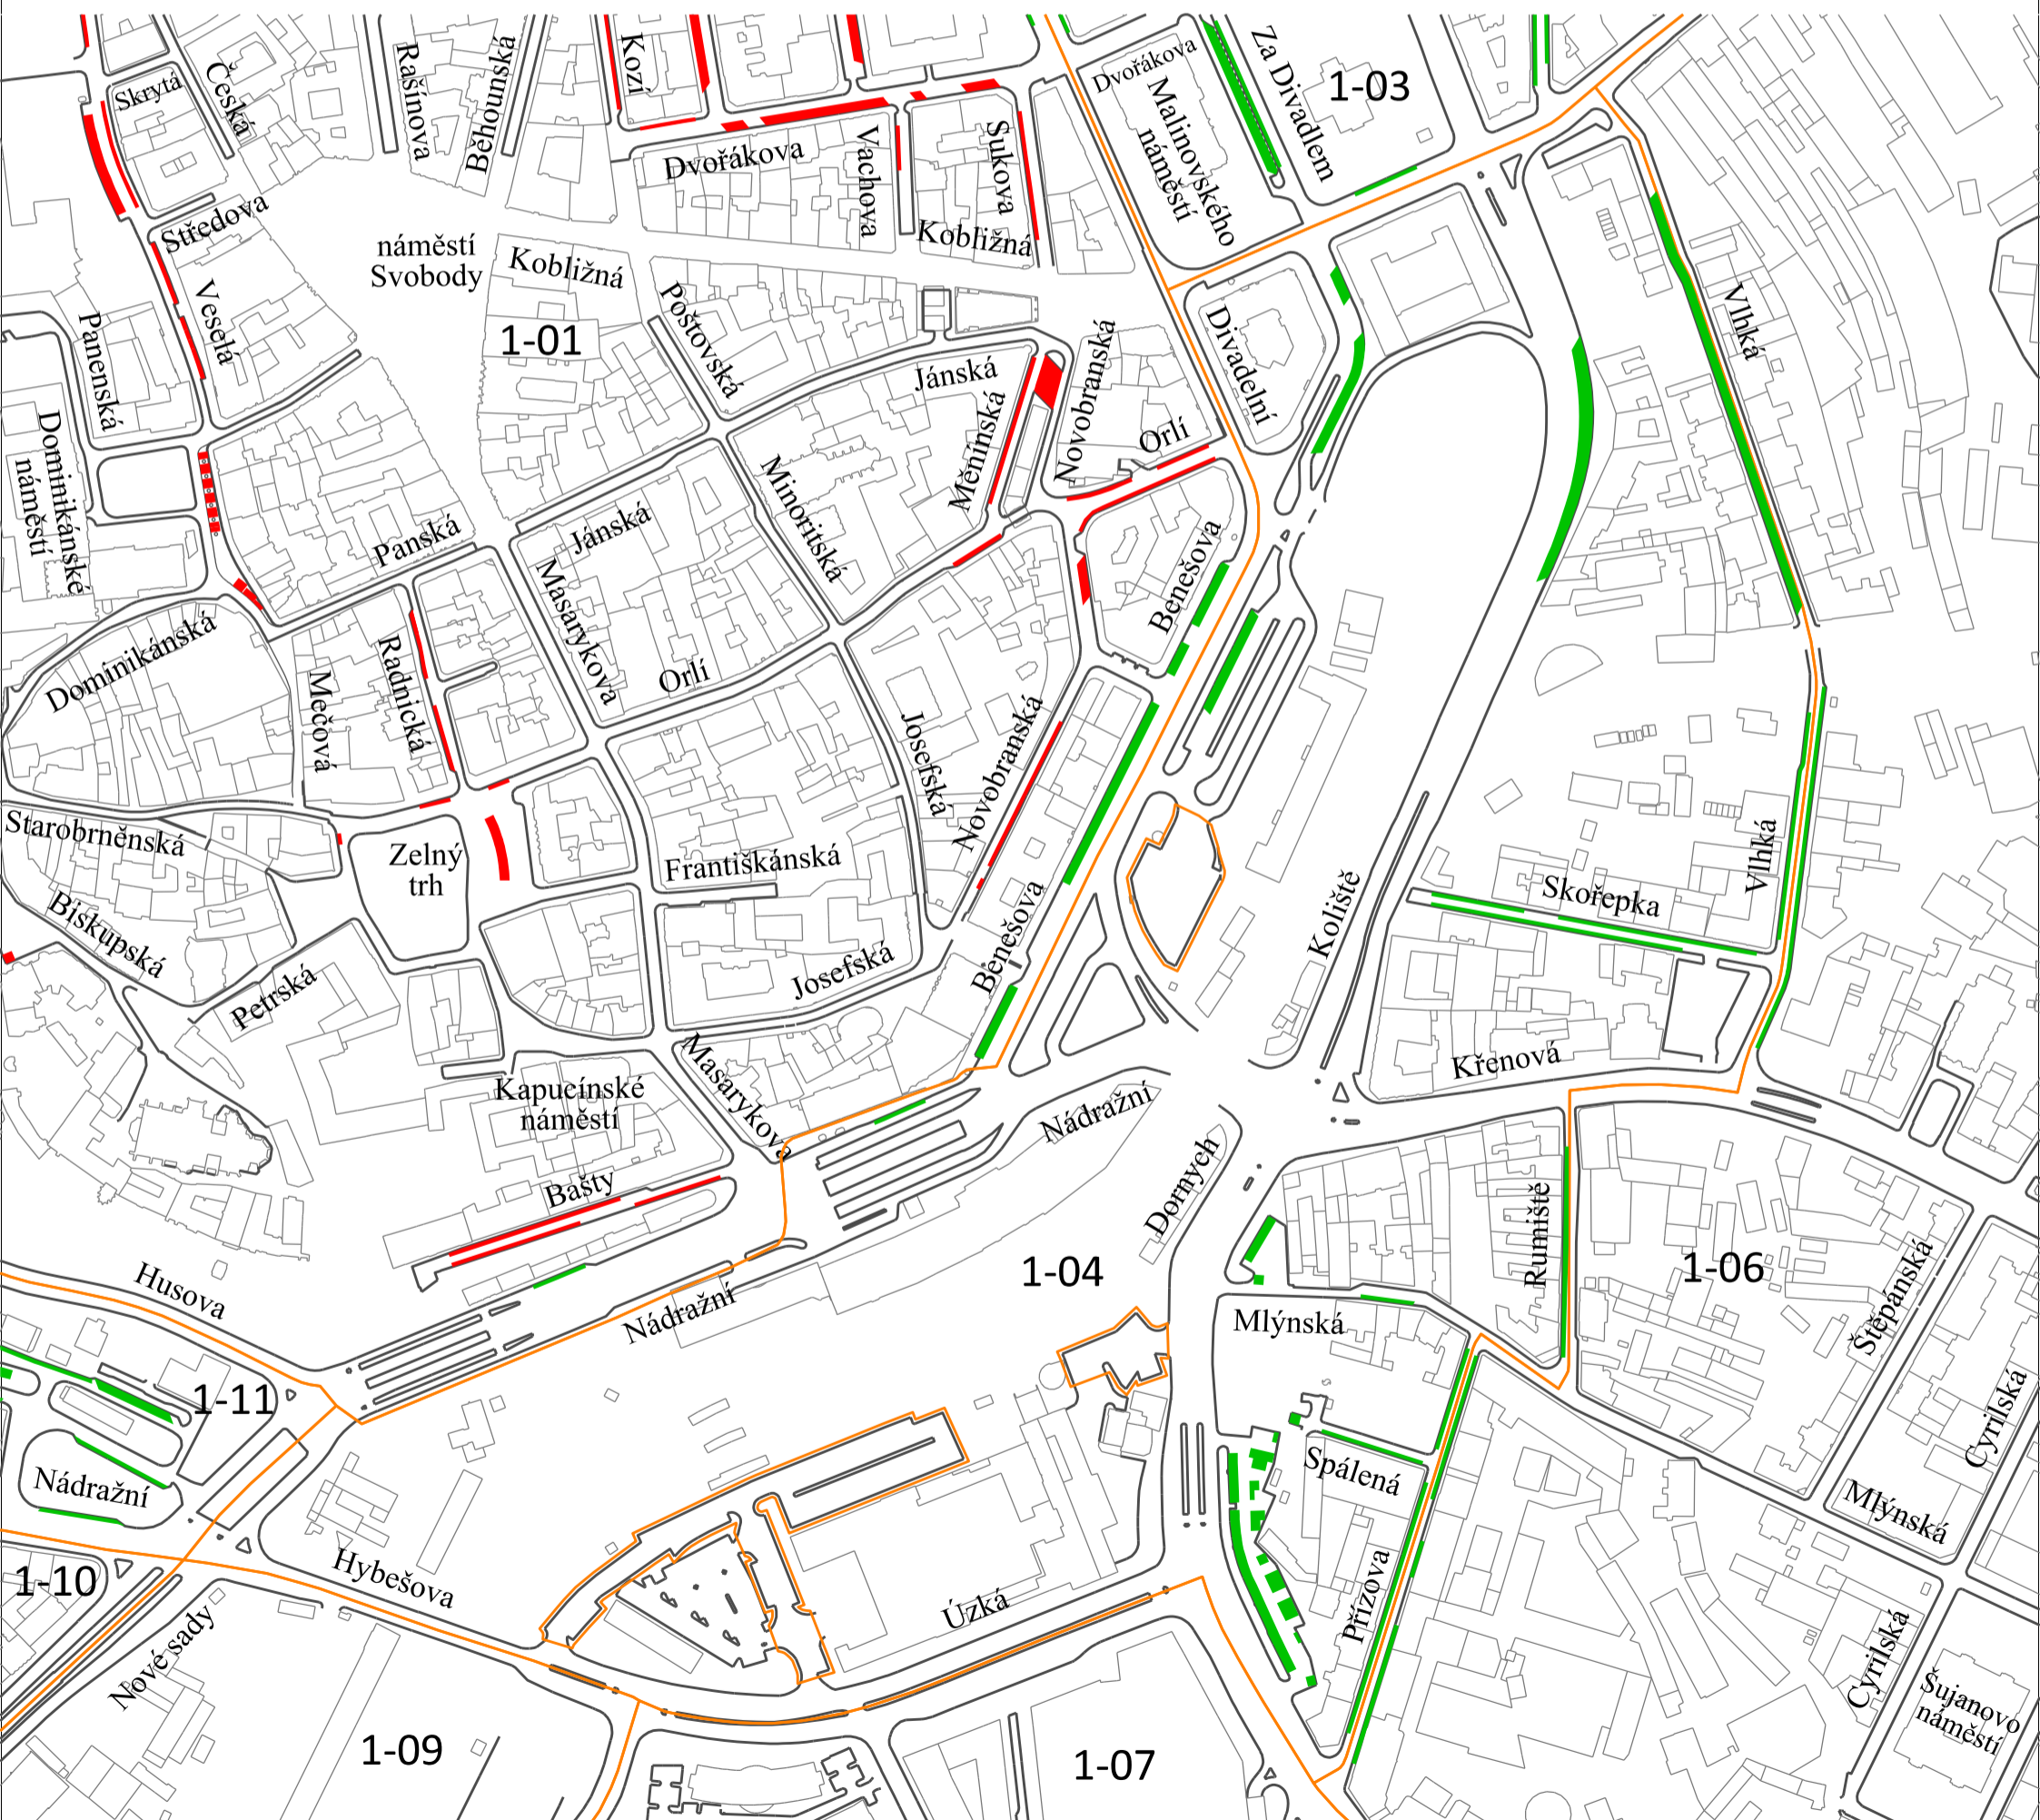 Skrytá
Česká
Rašínova
Běhounská
Kozí
Dvořákova
Za Divadlem
1-03
Malinovského
náměstí
Dvořákova
Vachova
Sukova
Středova
náměstí
Svobody
Kobližná
Kobližná
Veselá
Panenská
1-01
Poštovská
Jánská
Novobranská
Divadelní
Vlhká
Dominikánské
náměstí
Měnínská
Orlí
Minoritská
Panská
Jánská
Benešova
Masarykova
Dominikánská
Mečová
Radnická
Orlí
Josefská
Novobranská
Starobrněnská
Zelný
trh
Františkánská
Vlhká
Skořepka
Koliště
Biskupská
Benešova
Josefská
Petrská
Masarykova
Křenová
Kapucínské
náměstí
Nádražní
Dornych
Bašty
Rumiště
1-04
1-06
Husova
Nádražní
Mlýnská
Štěpánská
1-11
Cyrilská
Nádražní
Spálená
Mlýnská
Hybešova
1-10
Přízova
Úzká
Nové sady
Cyrilská
Šujanovo
náměstí
1-09
1-07